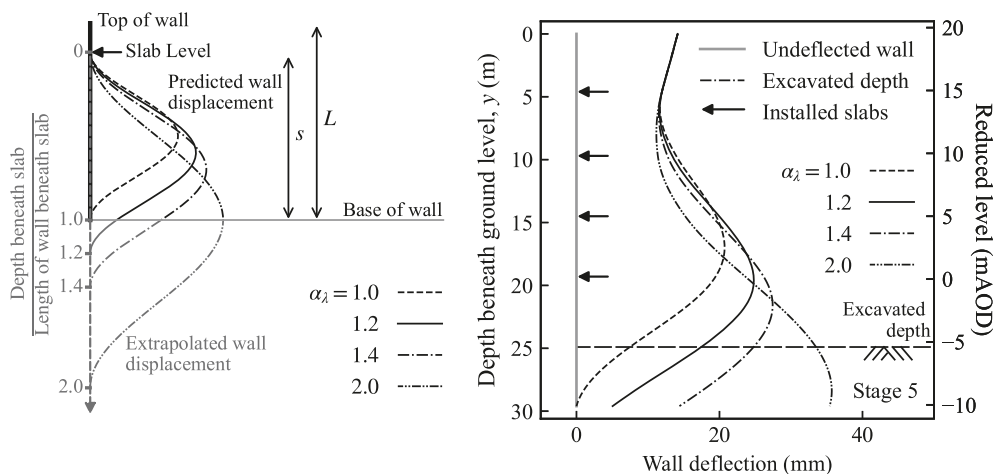 Top of wall
Slab Level
Predicted wall
displacement
s
L
Base of wall
0
1.0
1.2
1.4
2.0
Depth beneath slab
Length of wall beneath slab
Extrapolated wall
displacement
αλ = 1.0
1.2
1.4
2.0
Undeflected wall
Excavated depth
Installed slabs
αλ = 1.0
1.2
1.4
2.0
Excavated
depth
Stage 5
0
5
10
15
20
25
30
Depth beneath ground level, y (m)
20
15
10
5
0
−5
−10
Reduced level (mAOD)
0
20
40
Wall deflection (mm)